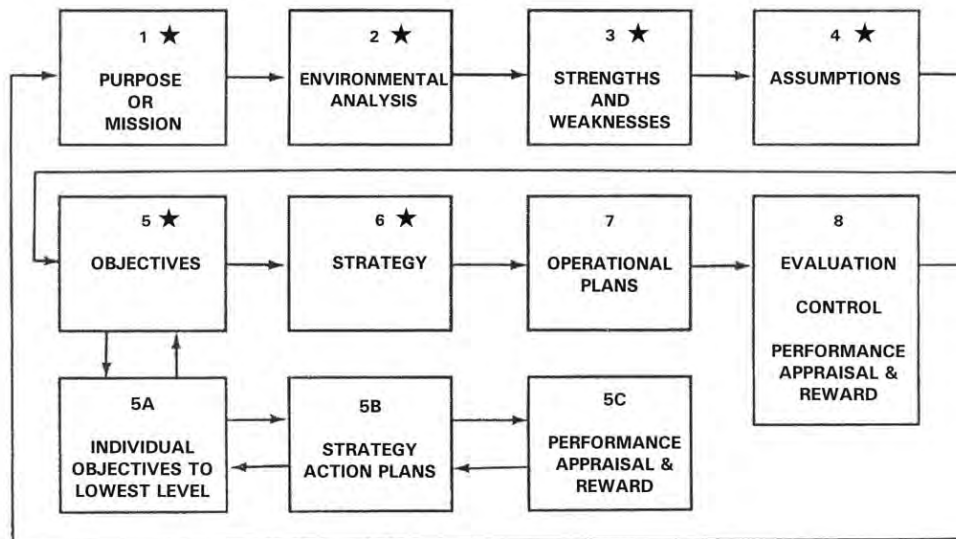 1 ★
PURPOSE
OR
MISSION
2 ★
ENVIRONMENTAL
ANALYSIS
3 ★
STRENGTHS
AND
WEAKNESSES
4 ★
ASSUMPTIONS
5 ★
OBJECTIVES
6 ★
STRATEGY
7
OPERATIONAL
PLANS
8
EVALUATION
CONTROL
PERFORMANCE
APPRAISAL &
REWARD
5A
INDIVIDUAL
OBJECTIVES TO
LOWEST LEVEL
5B
STRATEGY
ACTION PLANS
5C
PERFORMANCE
APPRAISAL &
REWARD